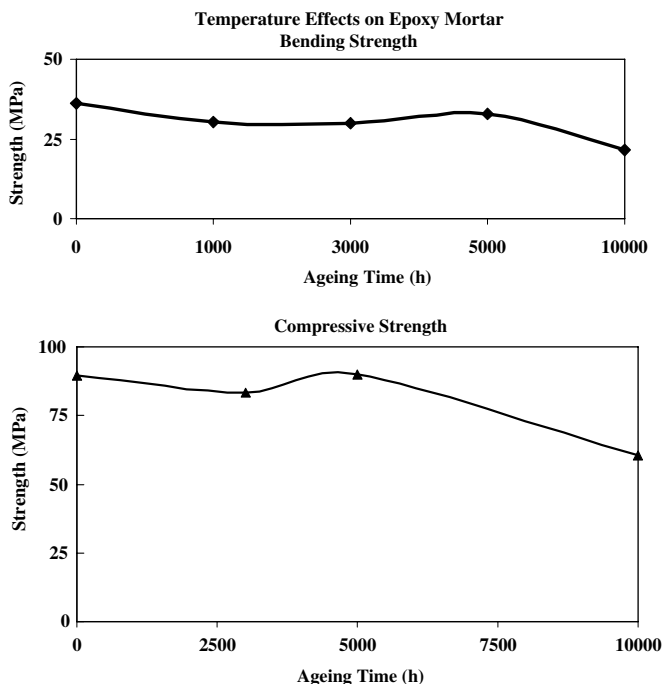 Temperature Effects on Epoxy Mortar
Bending Strength
50
25
0
Strength (MPa)
0 1000 3000 5000 10000
Ageing Time (h)
Compressive Strength
100
75
50
25
0
Strength (MPa)
0 2500 5000 7500 10000
Ageing Time (h)